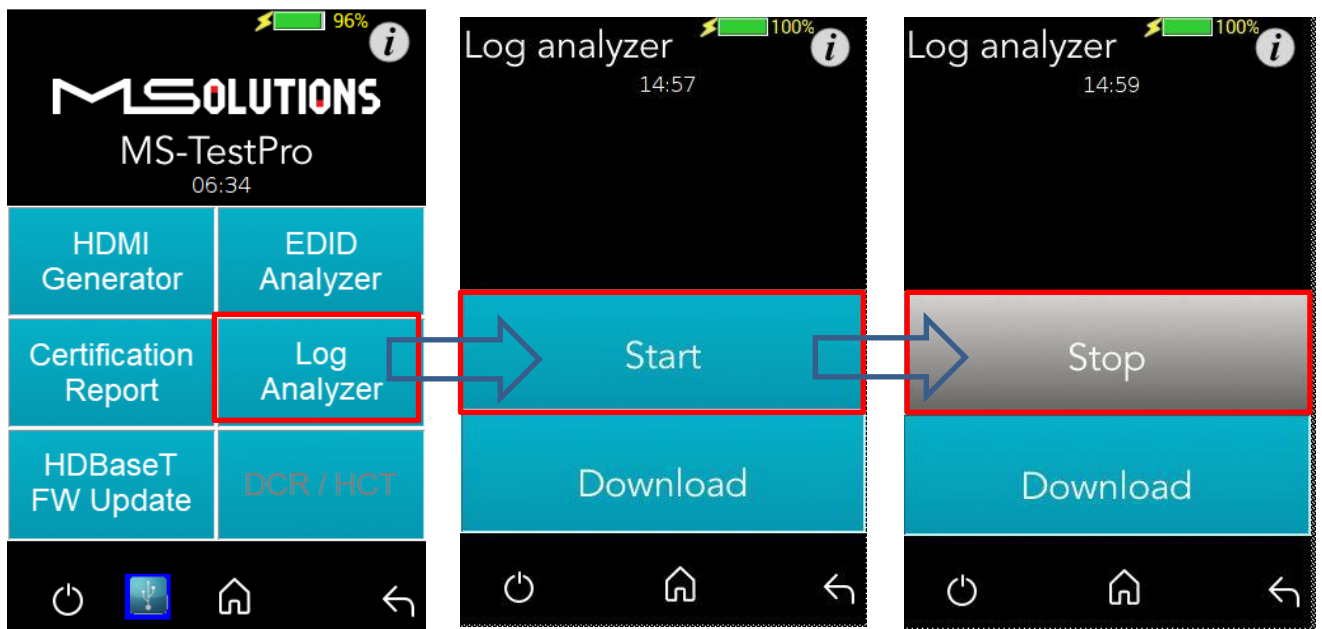 96%
i
MSOLUTIONS
MS-TestPro
06:34
HDMI
Generator
EDID
Analyzer
Certification
Report
Log
Analyzer
HDBaseT
FW Update
DCR / HCT
100%
Log analyzer
i
14:57
Start
Download
100%
Log analyzer
i
14:59
Stop
Download